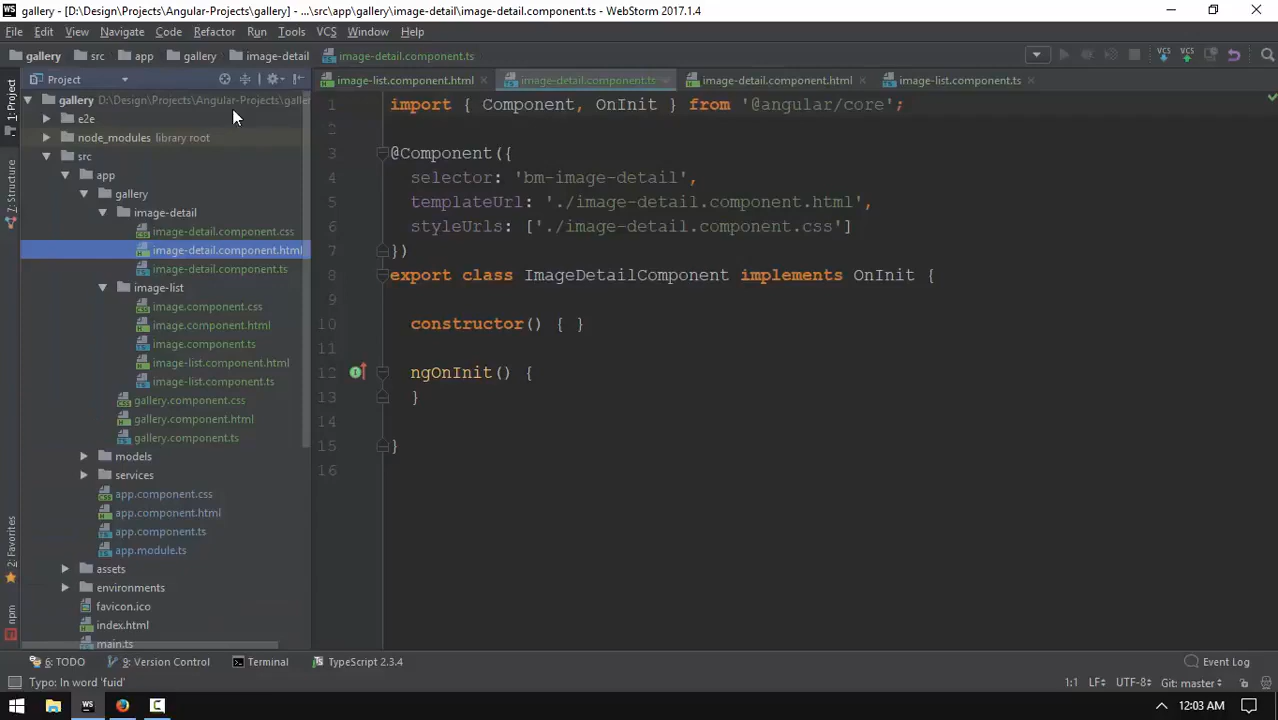 gallery - [D:\Design\Projects\Angular-Projects\gallery] - ...\src\app\gallery\image-detail\image-detail.component.ts - WebStorm 2017.1.4
File Edit View Navigate Code Refactor Run Tools VCS Window Help
gallery src app gallery image-detail image-detail.component.ts
Project
image-list.component.html image-detail.component.ts image-detail.component.html image-list.component.ts
1: Project
Z: Structure
2: Favorites
npm
gallery D:\Design\Projects\Angular-Projects\galler
e2e
node_modules library root
src
app
gallery
image-detail
image-detail.component.css
image-detail.component.html
image-detail.component.ts
image-list
image.component.css
image.component.html
image.component.ts
image-list.component.html
image-list.component.ts
gallery.component.css
gallery.component.html
gallery.component.ts
models
services
app.component.css
app.component.html
app.component.ts
app.module.ts
assets
environments
favicon.ico
index.html
main.ts
1 import { Component, OnInit } from '@angular/core';
2
3 @Component({
4 selector: 'bm-image-detail',
5 templateUrl: './image-detail.component.html',
6 styleUrls: ['./image-detail.component.css']
7 })
8 export class ImageDetailComponent implements OnInit {
9
10 constructor() { }
11
12 ngOnInit() {
13 }
14
15 }
16
6: TODO 9: Version Control Terminal TypeScript 2.3.4 Event Log
Typo: In word 'fuid' 1:1 LF UTF-8 Git: master
12:03 AM